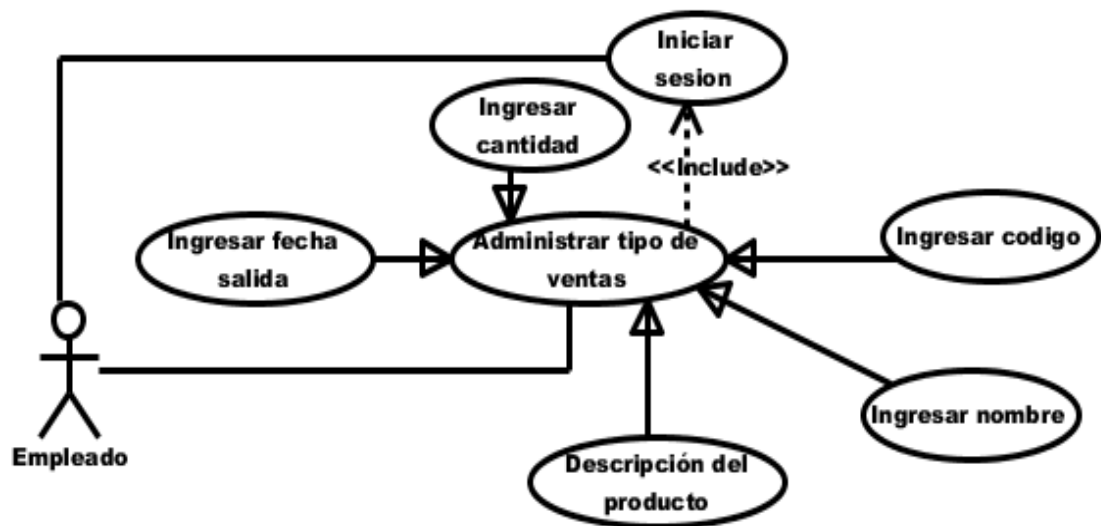 Iniciar
sesion
Ingresar
cantidad
<<Include>>
Ingresar fecha
salida
Administrar tipo de
ventas
Ingresar codigo
Ingresar nombre
Empleado
Descripción del
producto